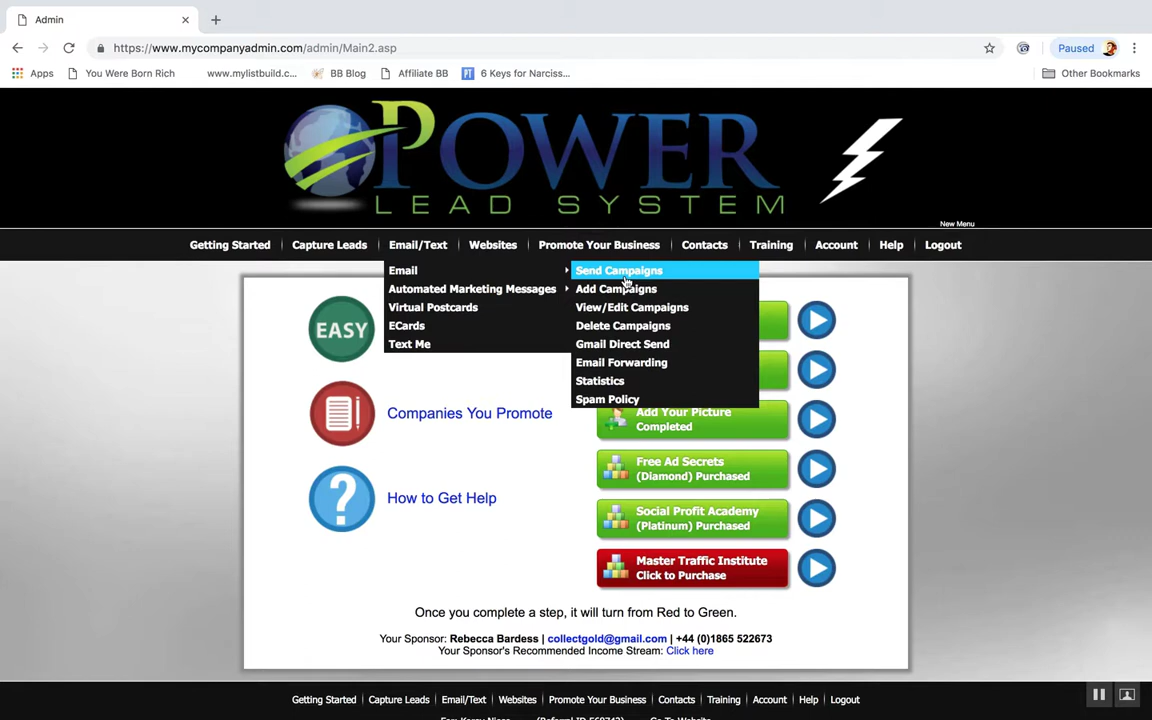 Admin
https://www.mycompanyadmin.com/admin/Main2.asp
Paused
Apps
You Were Born Rich
www.mylistbuild.c...
BB Blog
Affiliate BB
PT
6 Keys for Narciss...
Other Bookmarks
POWER
LEAD SYSTEM
New Menu
Getting Started
Capture Leads
Email/Text
Websites
Promote Your Business
Contacts
Training
Account
Help
Logout
Email
Automated Marketing Messages
Virtual Postcards
ECards
Text Me
Send Campaigns
Add Campaigns
View/Edit Campaigns
Delete Campaigns
Gmail Direct Send
Email Forwarding
Statistics
Spam Policy
EASY
Companies You Promote
How to Get Help
Add Your Picture
Completed
Free Ad Secrets
(Diamond) Purchased
Social Profit Academy
(Platinum) Purchased
Master Traffic Institute
Click to Purchase
Once you complete a step, it will turn from Red to Green.
Your Sponsor: Rebecca Bardess | collectgold@gmail.com | +44 (0)1865 522673
Your Sponsor's Recommended Income Stream: Click here
Getting Started
Capture Leads
Email/Text
Websites
Promote Your Business
Contacts
Training
Account
Help
Logout